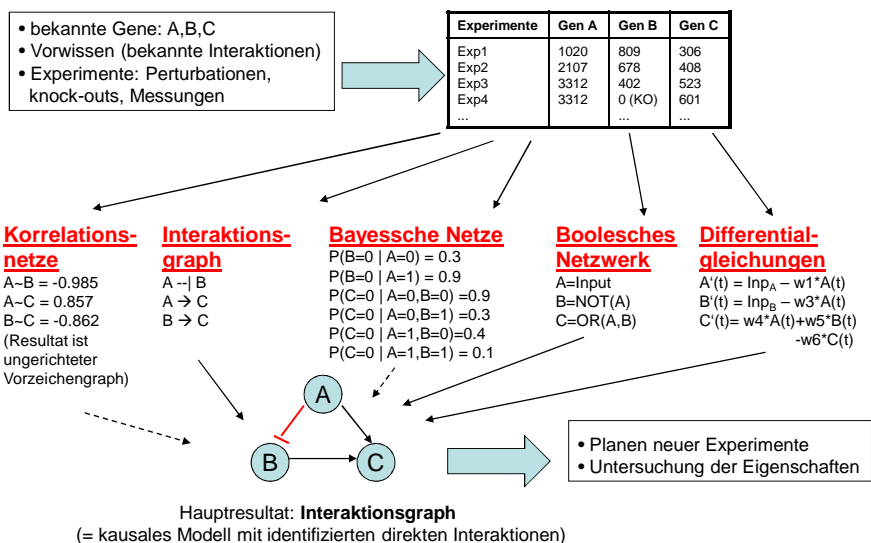 • bekannte Gene: A,B,C
• Vorwissen (bekannte Interaktionen)
• Experimente: Perturbationen,
knock-outs, Messungen
Experimente Gen A Gen B Gen C
Exp1 1020 809 306
Exp2 2107 678 408
Exp3 3312 402 523
Exp4 3312 0 (KO) 601
... ... ...
Korrelations-
netze
A~B = -0.985
A~C = 0.857
B~C = -0.862
(Resultat ist
ungerichteter
Vorzeichengraph)
Interaktions-
graph
A --| B
A → C
B → C
Bayessche Netze
P(B=0 | A=0) = 0.3
P(B=0 | A=1) = 0.9
P(C=0 | A=0,B=0) =0.9
P(C=0 | A=0,B=1) =0.3
P(C=0 | A=1,B=0)=0.4
P(C=0 | A=1,B=1) = 0.1
Boolesches
Netzwerk
A=Input
B=NOT(A)
C=OR(A,B)
Differential-
gleichungen
A‘(t) = Inp_A – w1*A(t)
B‘(t) = Inp_B – w3*A(t)
C‘(t)= w4*A(t)+w5*B(t)
-w6*C(t)
A
B C
• Planen neuer Experimente
• Untersuchung der Eigenschaften
Hauptresultat: Interaktionsgraph
(= kausales Modell mit identifizierten direkten Interaktionen)